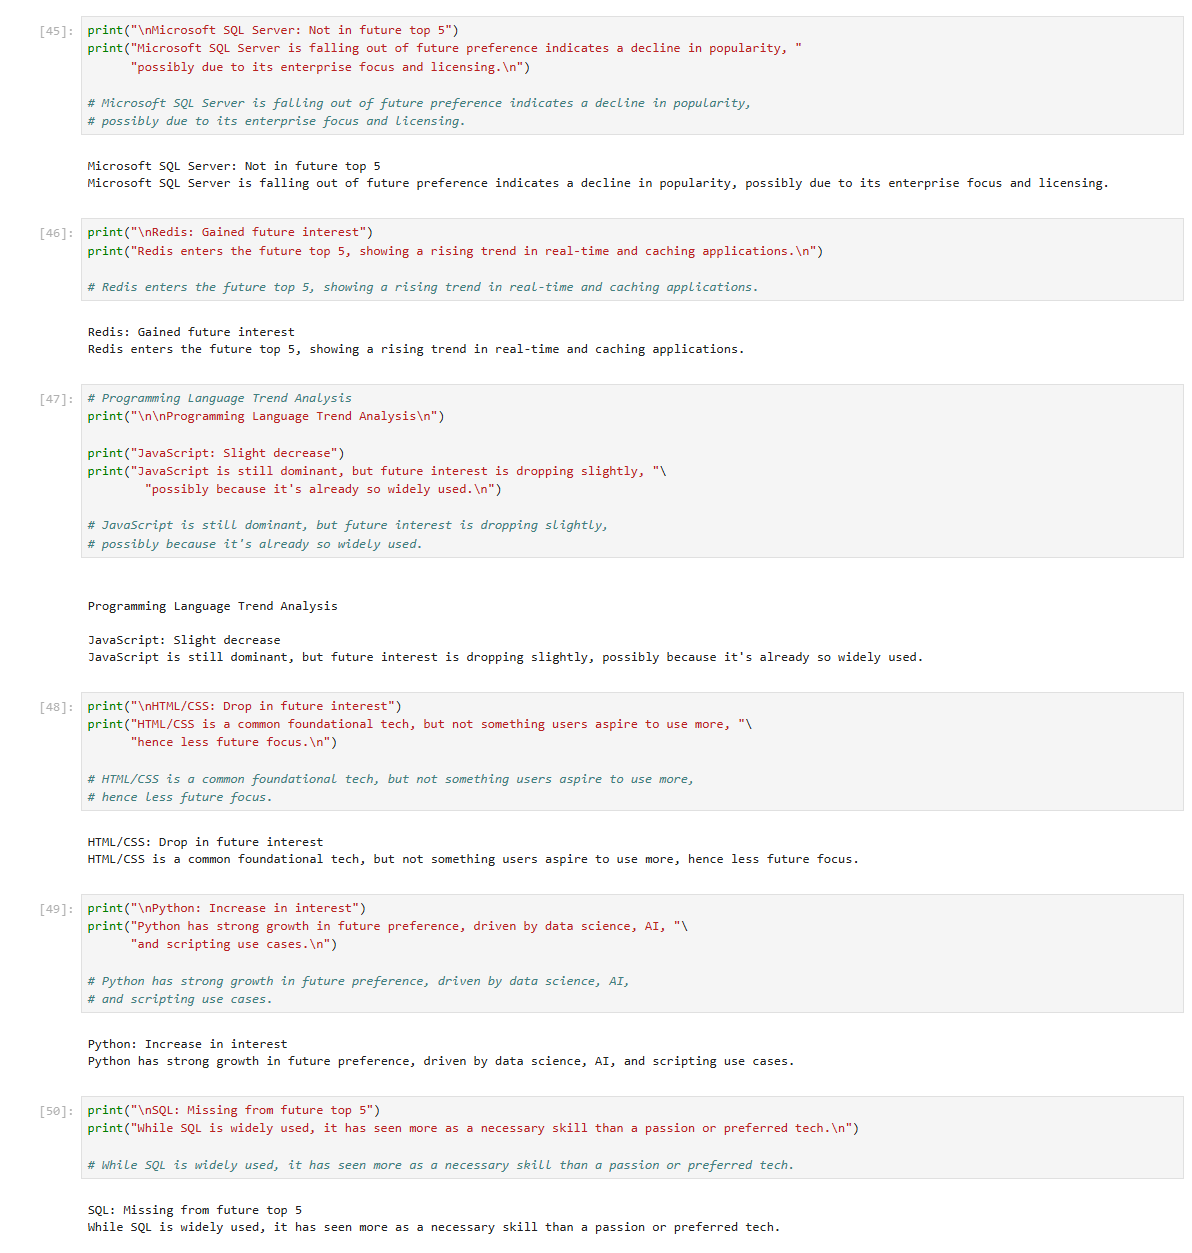 [45]: print("\nMicrosoft SQL Server: Not in future top 5")
print("Microsoft SQL Server is falling out of future preference indicates a decline in popularity, "
"possibly due to its enterprise focus and licensing.\n")
# Microsoft SQL Server is falling out of future preference indicates a decline in popularity,
# possibly due to its enterprise focus and licensing.
Microsoft SQL Server: Not in future top 5
Microsoft SQL Server is falling out of future preference indicates a decline in popularity, possibly due to its enterprise focus and licensing.
[46]: print("\nRedis: Gained future interest")
print("Redis enters the future top 5, showing a rising trend in real-time and caching applications.\n")
# Redis enters the future top 5, showing a rising trend in real-time and caching applications.
Redis: Gained future interest
Redis enters the future top 5, showing a rising trend in real-time and caching applications.
[47]: # Programming Language Trend Analysis
print("\n\nProgramming Language Trend Analysis\n")
print("JavaScript: Slight decrease")
print("JavaScript is still dominant, but future interest is dropping slightly, "\
"possibly because it's already so widely used.\n")
# JavaScript is still dominant, but future interest is dropping slightly,
# possibly because it's already so widely used.
Programming Language Trend Analysis
JavaScript: Slight decrease
JavaScript is still dominant, but future interest is dropping slightly, possibly because it's already so widely used.
[48]: print("\nHTML/CSS: Drop in future interest")
print("HTML/CSS is a common foundational tech, but not something users aspire to use more, "\
"hence less future focus.\n")
# HTML/CSS is a common foundational tech, but not something users aspire to use more,
# hence less future focus.
HTML/CSS: Drop in future interest
HTML/CSS is a common foundational tech, but not something users aspire to use more, hence less future focus.
[49]: print("\nPython: Increase in interest")
print("Python has strong growth in future preference, driven by data science, AI, "\
"and scripting use cases.\n")
# Python has strong growth in future preference, driven by data science, AI,
# and scripting use cases.
Python: Increase in interest
Python has strong growth in future preference, driven by data science, AI, and scripting use cases.
[50]: print("\nSQL: Missing from future top 5")
print("While SQL is widely used, it has seen more as a necessary skill than a passion or preferred tech.\n")
# While SQL is widely used, it has seen more as a necessary skill than a passion or preferred tech.
SQL: Missing from future top 5
While SQL is widely used, it has seen more as a necessary skill than a passion or preferred tech.